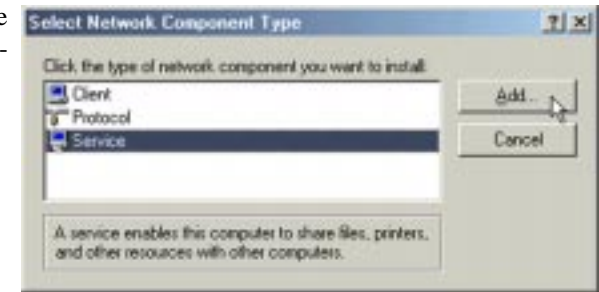 e
-
Select Network Component Type
Click the type of network component you want to install:
Client
Protocol
Service
Add...
Cancel
A service enables this computer to share files, printers,
and other resources with other computers.